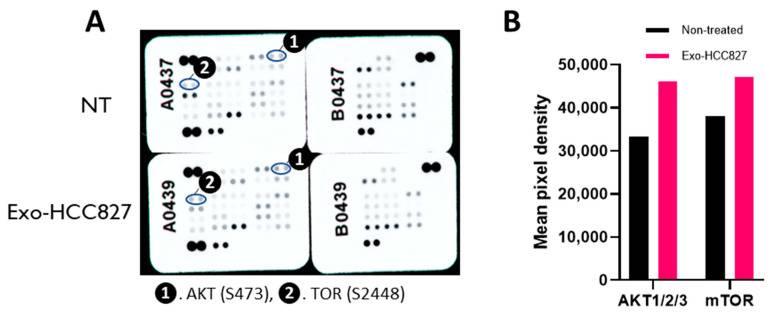 A
NT
Exo-HCC827
A0437
B0437
A0439
B0439
1
2
1
2
1. AKT (S473), 2. TOR (S2448)
B
Non-treated
Exo-HCC827
Mean pixel density
50,000
40,000
30,000
20,000
10,000
0
AKT1/2/3 mTOR